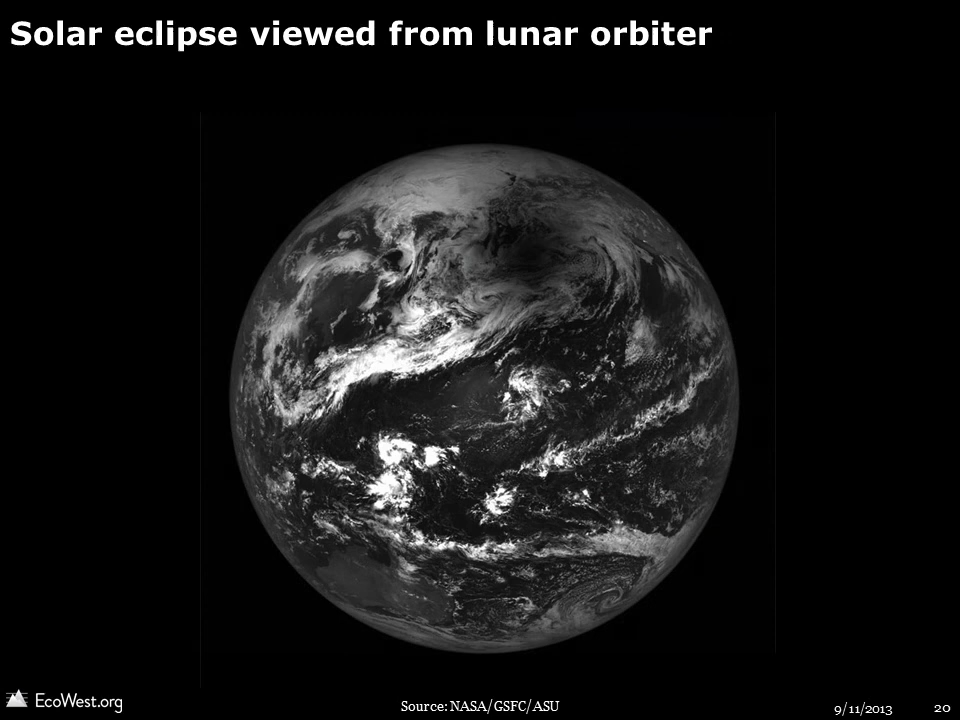 Solar eclipse viewed from lunar orbiter
EcoWest.org
Source: NASA/GSFC/ASU
9/11/2013
20